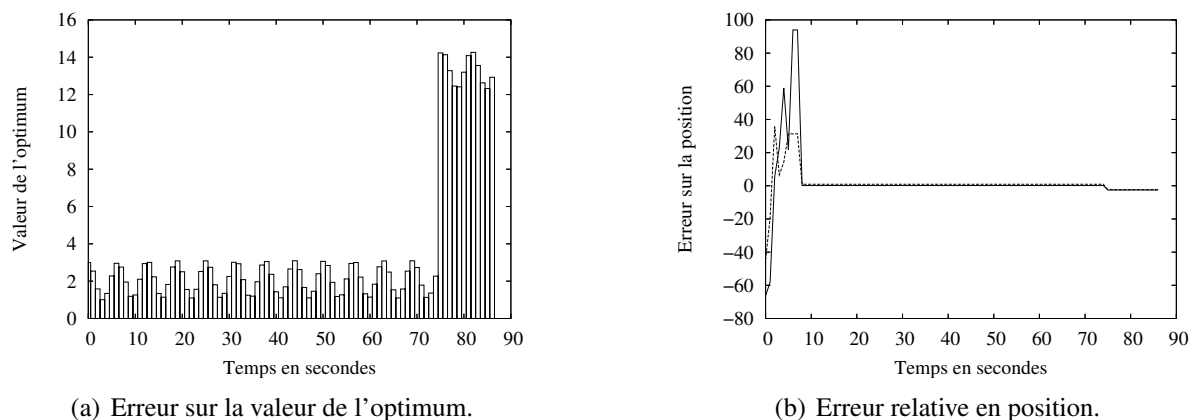 16
14
12
10
8
6
4
2
0
Valeur de l'optimum
0 10 20 30 40 50 60 70 80 90
Temps en secondes
(a) Erreur sur la valeur de l'optimum.
100
80
60
40
20
0
−20
−40
−60
−80
Erreur sur la position
0 10 20 30 40 50 60 70 80 90
Temps en secondes
(b) Erreur relative en position.